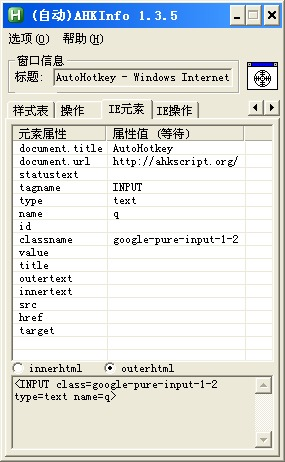 (自动)AHKInfo 1.3.5
选项(O) 帮助(H)
窗口信息
标题: AutoHotkey - Windows Internet
样式表 操作 IE元素 IE操作
元素属性 属性值 (等待)
document.title AutoHotkey
document.url http://ahkscript.org/
statustext
tagname INPUT
type text
name q
id
classname google-pure-input-1-2
value
title
outertext
innertext
src
href
target
innerhtml outerhtml
<INPUT class=google-pure-input-1-2
type=text name=q>